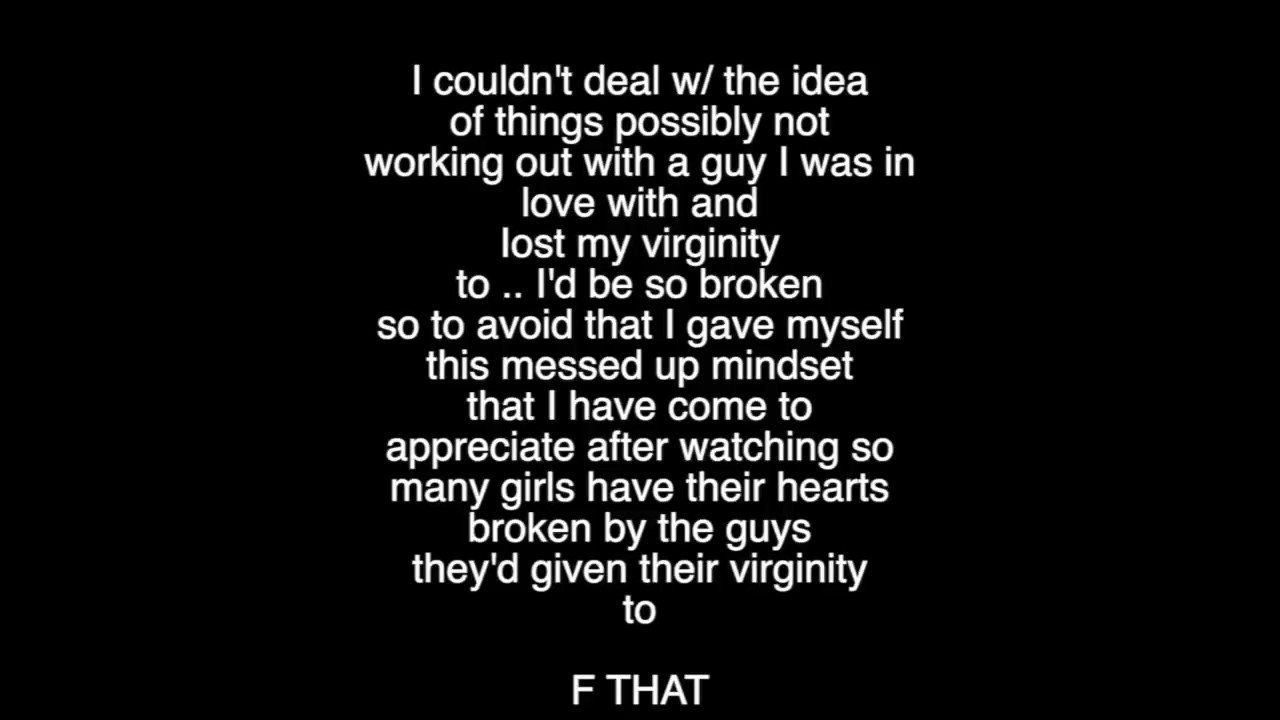 I couldn't deal w/ the idea
of things possibly not
working out with a guy I was in
love with and
lost my virginity
to .. I'd be so broken
so to avoid that I gave myself
this messed up mindset
that I have come to
appreciate after watching so
many girls have their hearts
broken by the guys
they'd given their virginity
to
F THAT